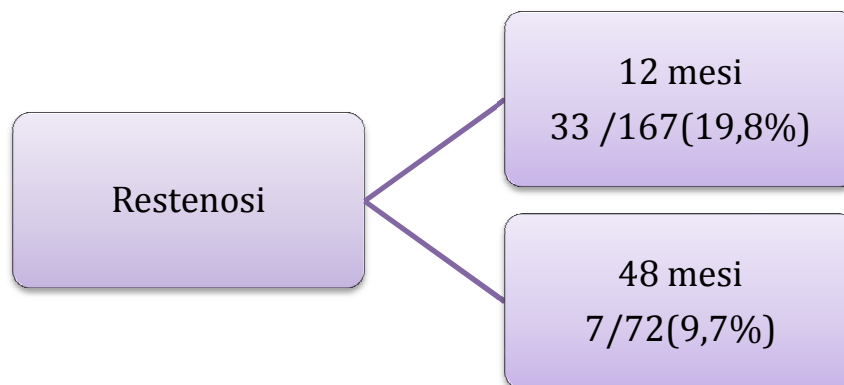 Restenosi
12 mesi
33 /167(19,8%)
48 mesi
7/72(9,7%)